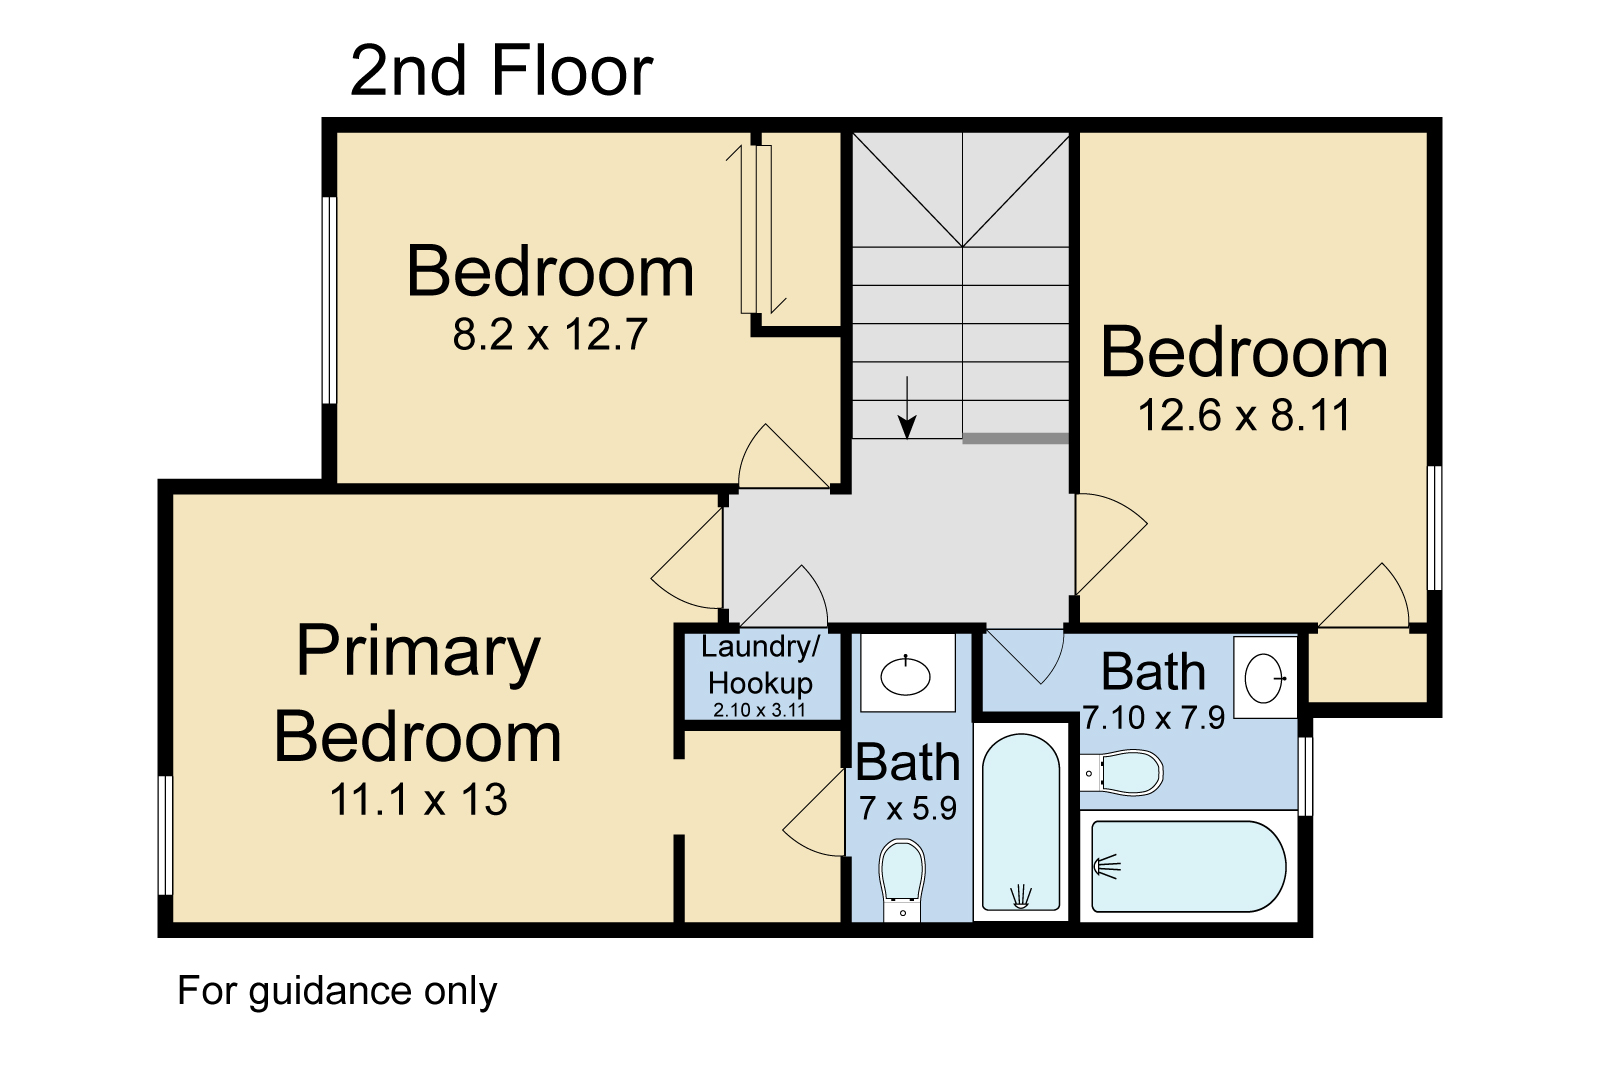 2nd Floor
Bedroom
8.2 x 12.7
Bedroom
12.6 x 8.11
Primary
Bedroom
11.1 x 13
Laundry/
Hookup
2.10 x 3.11
Bath
7 x 5.9
Bath
7.10 x 7.9
For guidance only